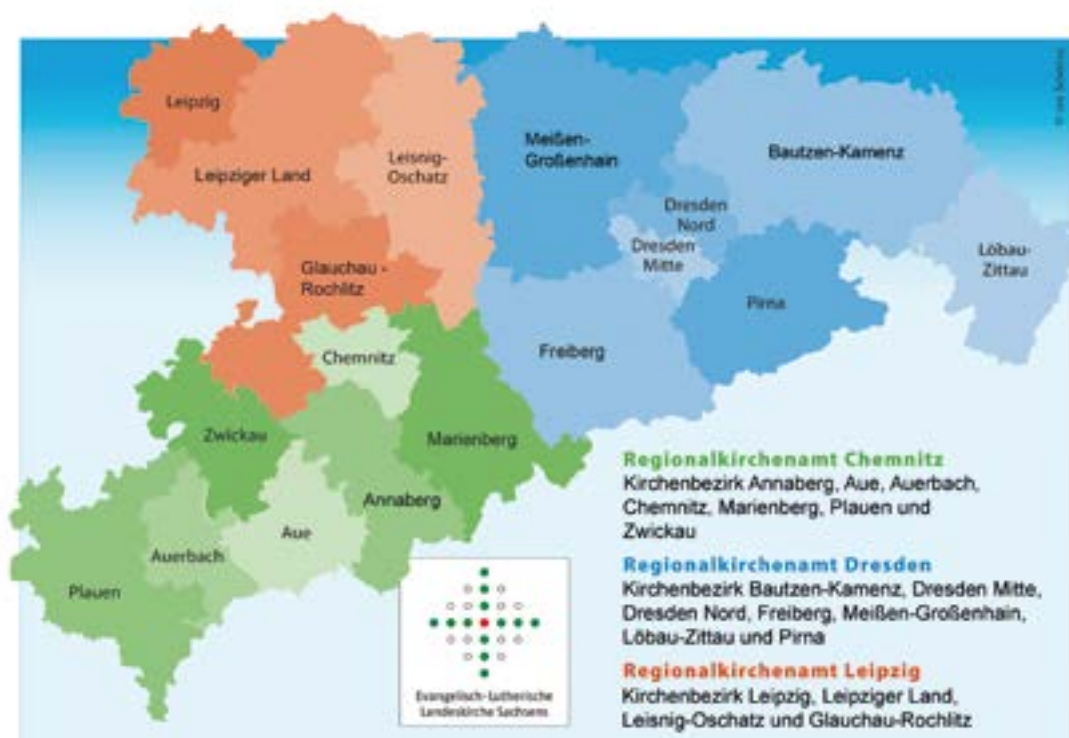 Leipzig
Leipziger Land
Leisnig-
Oschatz
Meißen-
Großenhain
Bautzen-Kamenz
Dresden
Nord
Dresden
Mitte
Löbau-
Zittau
Glauchau -
Rochlitz
Pirna
Freiberg
Chemnitz
Zwickau
Marienberg
Annaberg
Aue
Auerbach
Plauen
Regionalkirchenamt Chemnitz
Kirchenbezirk Annaberg, Aue, Auerbach,
Chemnitz, Marienberg, Plauen und
Zwickau
Regionalkirchenamt Dresden
Kirchenbezirk Bautzen-Kamenz, Dresden Mitte,
Dresden Nord, Freiberg, Meißen-Großenhain,
Löbau-Zittau und Pirna
Regionalkirchenamt Leipzig
Kirchenbezirk Leipzig, Leipziger Land,
Leisnig-Oschatz und Glauchau-Rochlitz
Evangelisch-Lutherische
Landeskirche Sachsens